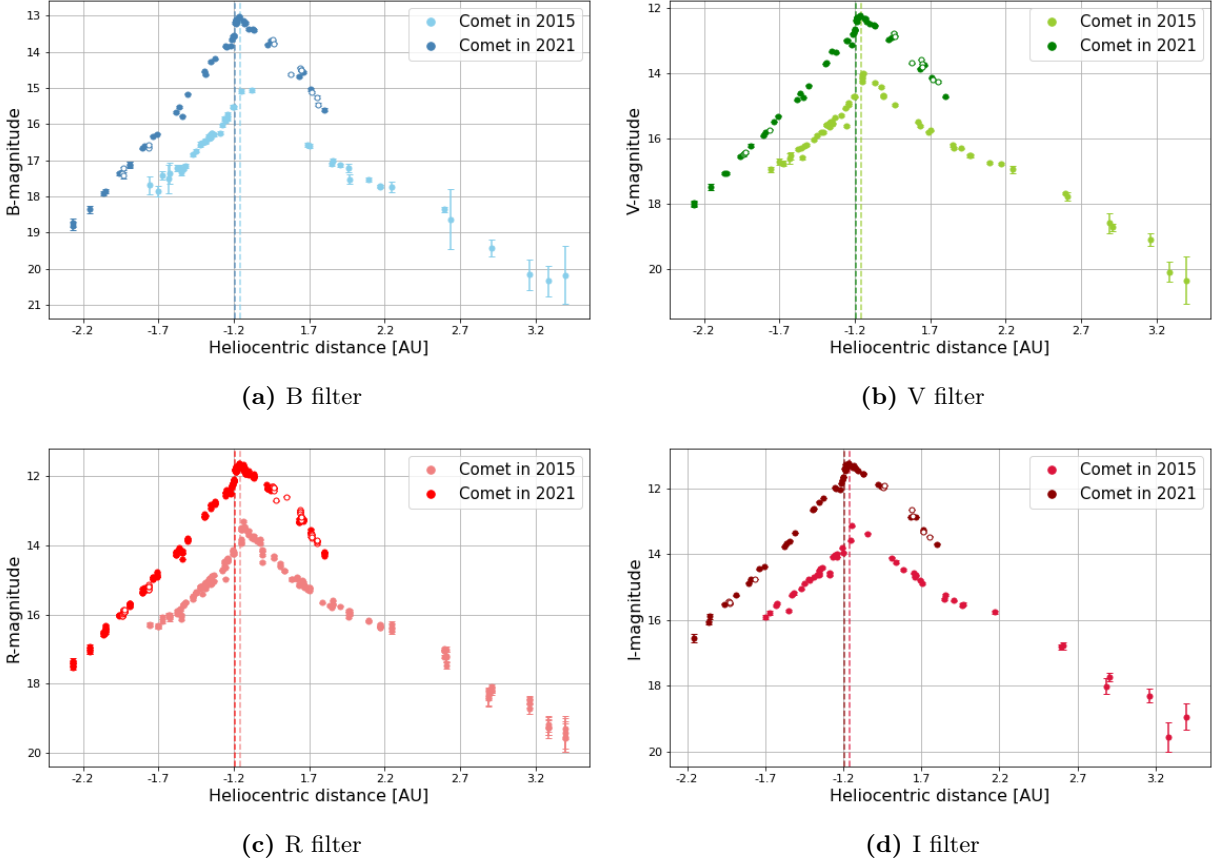 13
14
15
16
17
18
19
20
21
B-magnitude
Comet in 2015
Comet in 2021
-2.2
-1.7
-1.2
1.7
2.2
2.7
3.2
Heliocentric distance [AU]
(a) B filter
12
14
16
18
20
V-magnitude
Comet in 2015
Comet in 2021
-2.2
-1.7
-1.2
1.7
2.2
2.7
3.2
Heliocentric distance [AU]
(b) V filter
12
14
16
18
20
R-magnitude
Comet in 2015
Comet in 2021
-2.2
-1.7
-1.2
1.7
2.2
2.7
3.2
Heliocentric distance [AU]
(c) R filter
12
14
16
18
20
I-magnitude
Comet in 2015
Comet in 2021
-2.2
-1.7
-1.2
1.7
2.2
2.7
3.2
Heliocentric distance [AU]
(d) I filter